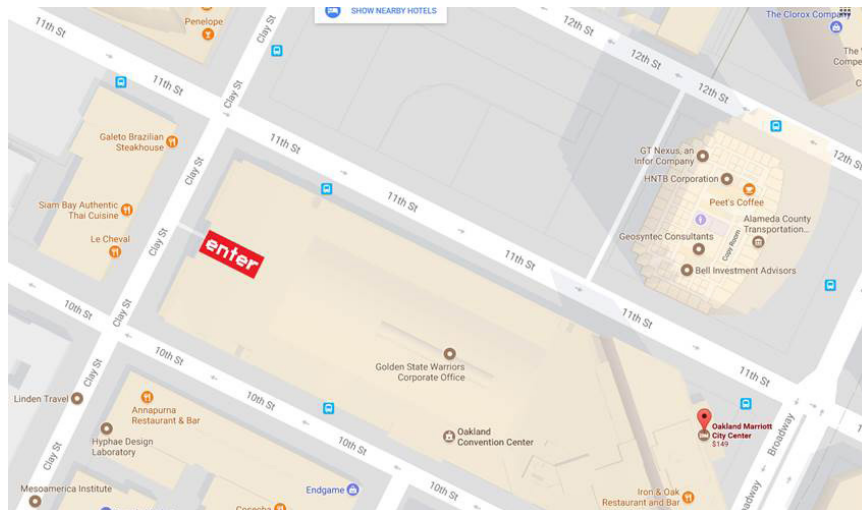 Penelope
SHOW NEARBY HOTELS
The Clorox Company
Clay St
11th St
12th St
12th St
11th St
Clay St
12th St
Galeto Brazilian
Steakhouse
11th St
GT Nexus, an
Infor Company
HNTB Corporation
12th St
Clay St
11th St
Peet's Coffee
Siam Bay Authentic
Thai Cuisine
Alameda County
Transportation...
Geosyntec Consultants
Copy Room
Le Cheval
Clay St
enter
11th St
Bell Investment Advisors
10th St
Clay St
11th St
10th St
Golden State Warriors
Corporate Office
Clay St
11th St
10th St
Linden Travel
Annapurna
Restaurant & Bar
Oakland Marriott
City Center
$149
Broadway
Hyphae Design
Laboratory
Oakland
Convention Center
10th St
Clay St
Mesoamerica Institute
Endgame
10th St
Iron & Oak
Restaurant and Bar